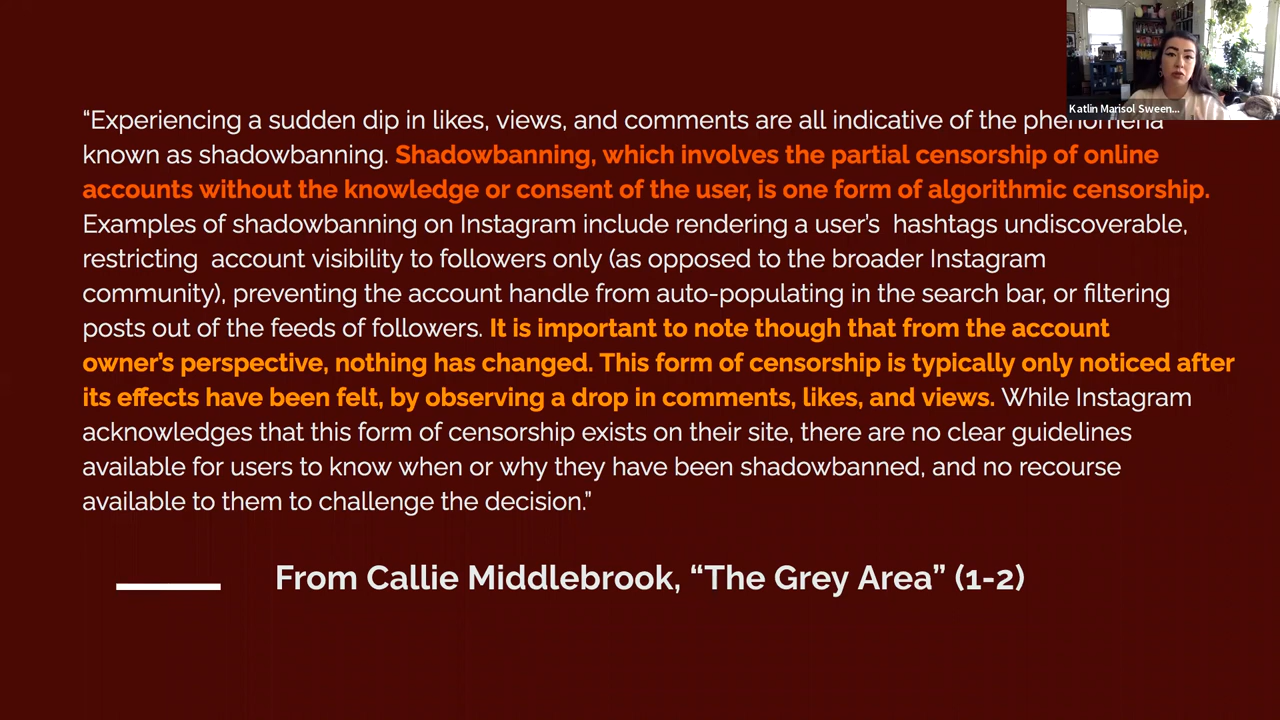 Katlin Marisol Sween...
“Experiencing a sudden dip in likes, views, and comments are all indicative of the phenomena
known as shadowbanning. Shadowbanning, which involves the partial censorship of online
accounts without the knowledge or consent of the user, is one form of algorithmic censorship.
Examples of shadowbanning on Instagram include rendering a user’s  hashtags undiscoverable,
restricting  account visibility to followers only (as opposed to the broader Instagram
community), preventing the account handle from auto-populating in the search bar, or filtering
posts out of the feeds of followers. It is important to note though that from the account
owner’s perspective, nothing has changed. This form of censorship is typically only noticed after
its effects have been felt, by observing a drop in comments, likes, and views. While Instagram
acknowledges that this form of censorship exists on their site, there are no clear guidelines
available for users to know when or why they have been shadowbanned, and no recourse
available to them to challenge the decision.”
From Callie Middlebrook, “The Grey Area” (1-2)